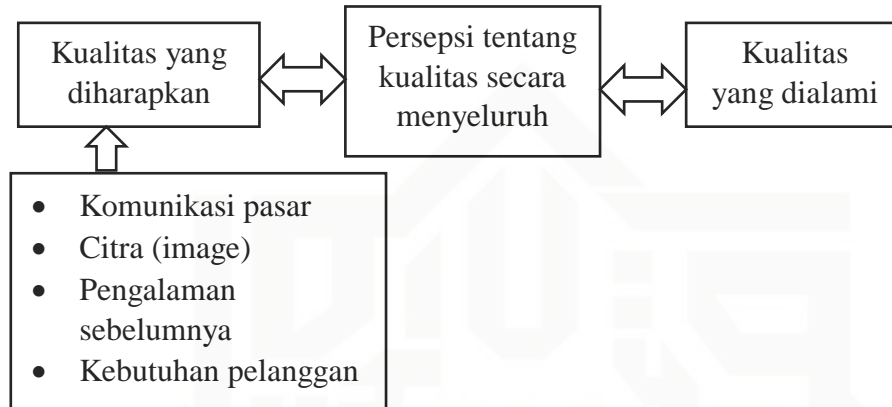 Kualitas yang
diharapkan
Persepsi tentang
kualitas secara
menyeluruh
Kualitas
yang dialami
• Komunikasi pasar
• Citra (image)
• Pengalaman
sebelumnya
• Kebutuhan pelanggan